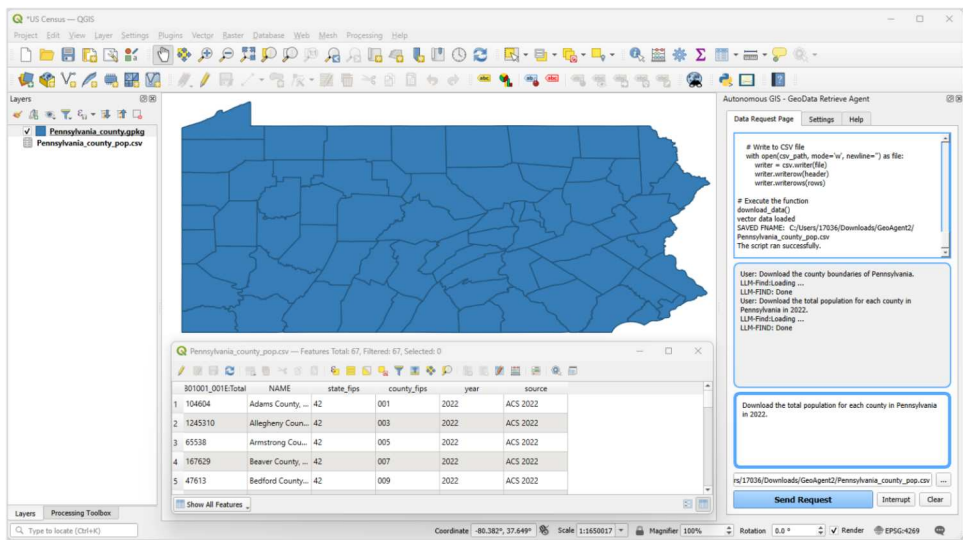 *US Census — QGIS
Project Edit View Layer Settings Plugins Vector Raster Database Web Mesh Processing Help
Layers
Pennsylvania_county.gpkg
Pennsylvania_county_pop.csv
Autonomous GIS - GeoData Retrieve Agent
Data Request Page Settings Help
# Write to CSV file
with open(csv_path, mode='w', newline='') as file:
writer = csv.writer(file)
writer.writerow(header)
writer.writerows(rows)
# Execute the function
download_data()
vector data loaded
SAVED FNAME: C:/Users/17036/Downloads/GeoAgent2/
Pennsylvania_county_pop.csv
The script ran successfully.
User: Download the county boundaries of Pennsylvania.
LLM-Find:Loading ...
LLM-FIND: Done
User: Download the total population for each county in
Pennsylvania in 2022.
LLM-Find:Loading ...
LLM-FIND: Done
Download the total population for each county in Pennsylvania
in 2022.
rs/17036/Downloads/GeoAgent2/Pennsylvania_county_pop.csv ...
Send Request Interrupt Clear
Pennsylvania_county_pop.csv — Features Total: 67, Filtered: 67, Selected: 0
301001_001E:Total NAME state_fips county_fips year source
1 104604 Adams County, ... 42 001 2022 ACS 2022
2 1245310 Allegheny Coun... 42 003 2022 ACS 2022
3 65538 Armstrong Cou... 42 005 2022 ACS 2022
4 167629 Beaver County, ... 42 007 2022 ACS 2022
5 47613 Bedford County... 42 009 2022 ACS 2022
Show All Features
Layers Processing Toolbox
Type to locate (Ctrl+K) Coordinate -80.382°, 37.649° Scale 1:1650017 Magnifier 100% Rotation 0.0 ° Render EPSG:4269